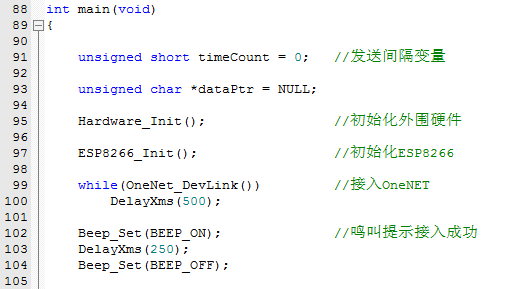 88 int main(void)
89 {
90
91 unsigned short timeCount = 0; //发送间隔变量
92
93 unsigned char *dataPtr = NULL;
94
95 Hardware_Init(); //初始化外围硬件
96
97 ESP8266_Init(); //初始化ESP8266
98
99 while(OneNet_DevLink()) //接入OneNET
100 DelayXms(500);
101
102 Beep_Set(BEEP_ON); //鸣叫提示接入成功
103 DelayXms(250);
104 Beep_Set(BEEP_OFF);
105